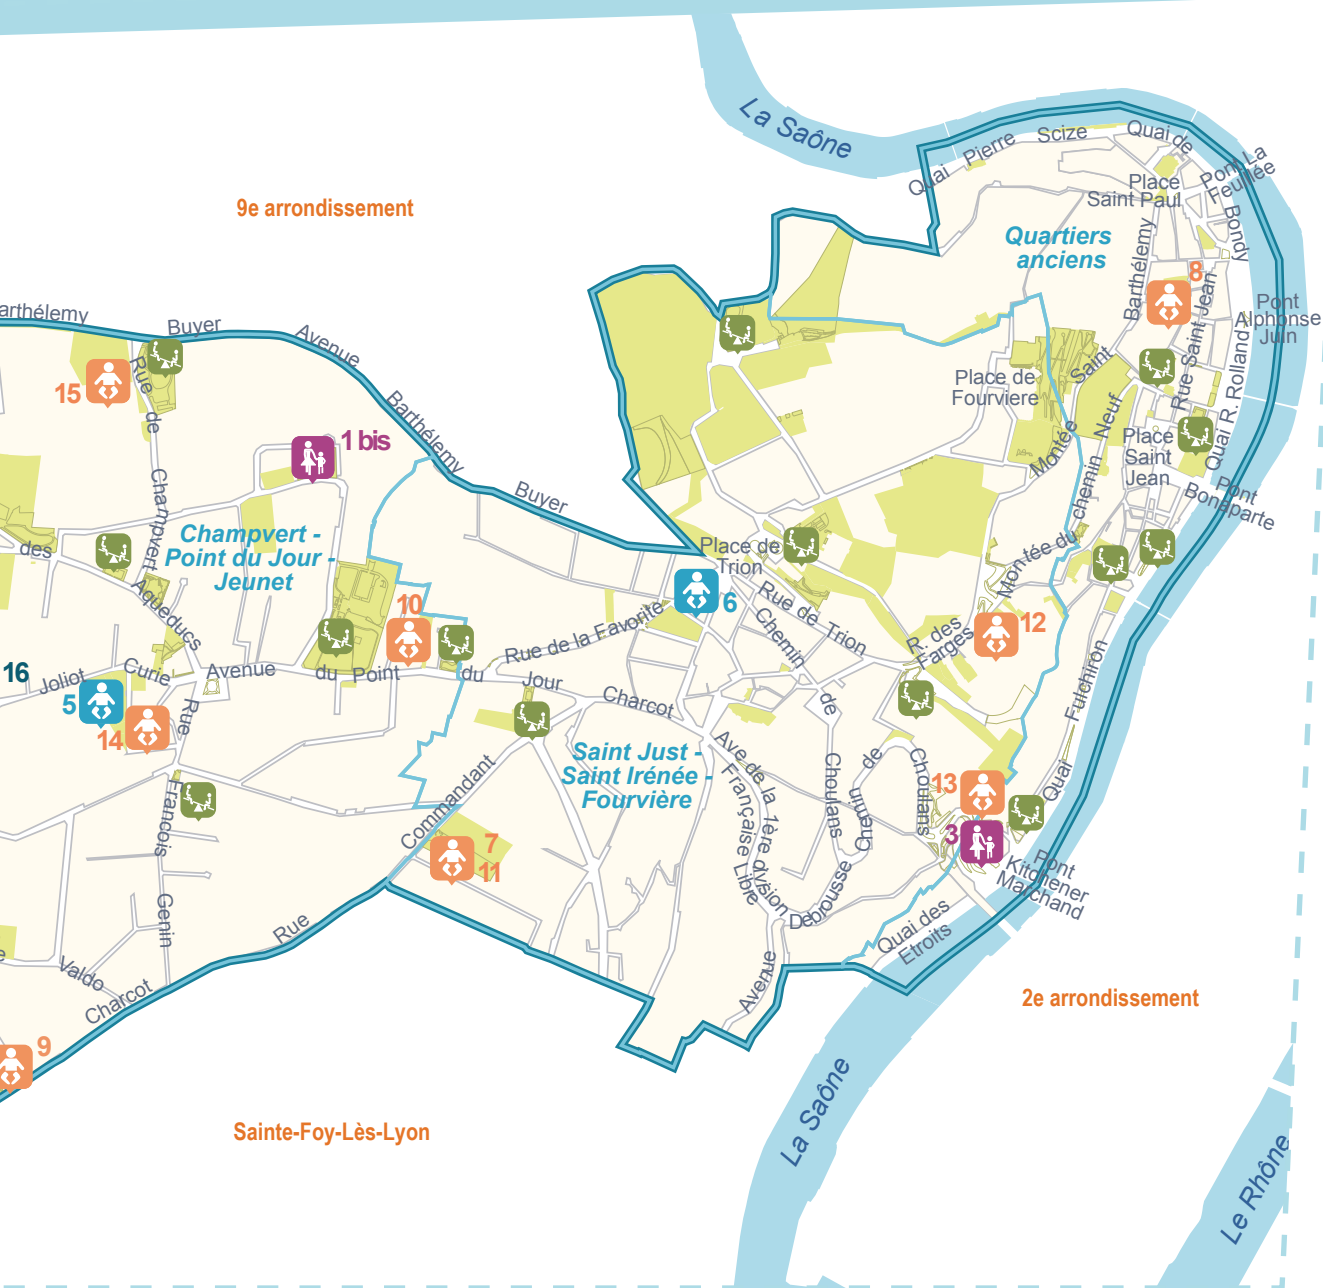 La Saône
9e arrondissement
Quai
Pierre
Scize
Quai de
Bondy
Pont La
Feuillée
Place
Saint Paul
Quartiers
anciens
8
Barthélemy
Saint
Montée
Rue Saint Jean
Quai R. Rolland
Pont
Alphonse
Juin
Place de
Fourviere
Neuf
chemin
Montée du
Place
Saint
Jean
Pont
Bonaparte
arthélemy
Buyer
Avenue
Barthélemy
Buyer
15
Rue
de
Champvert
1 bis
des
Aqueducs
Champvert -
Point du Jour -
Jeunet
10
Place de
Trion
6
Rue de Trion
Chemin
de
Choulans
Rue de la Favorite
R. des
Farges
12
16
Joliot
Curie
Avenue
du
Point
du
Jour
Charcot
5
14
Rue
Francois
Genin
Commandant
Saint Just -
Saint Irénée -
Fourvière
Ave de la 1ère division
Française Libre
Chemin
de
Choulans
Debrousse
Fulchiron
Quai
13
3
7
11
Pont
Kitchener
Marchand
Quai des
Etroits
Avenue
Rue
Valdo
Charcot
9
2e arrondissement
Sainte-Foy-Lès-Lyon
La Saône
Le Rhône